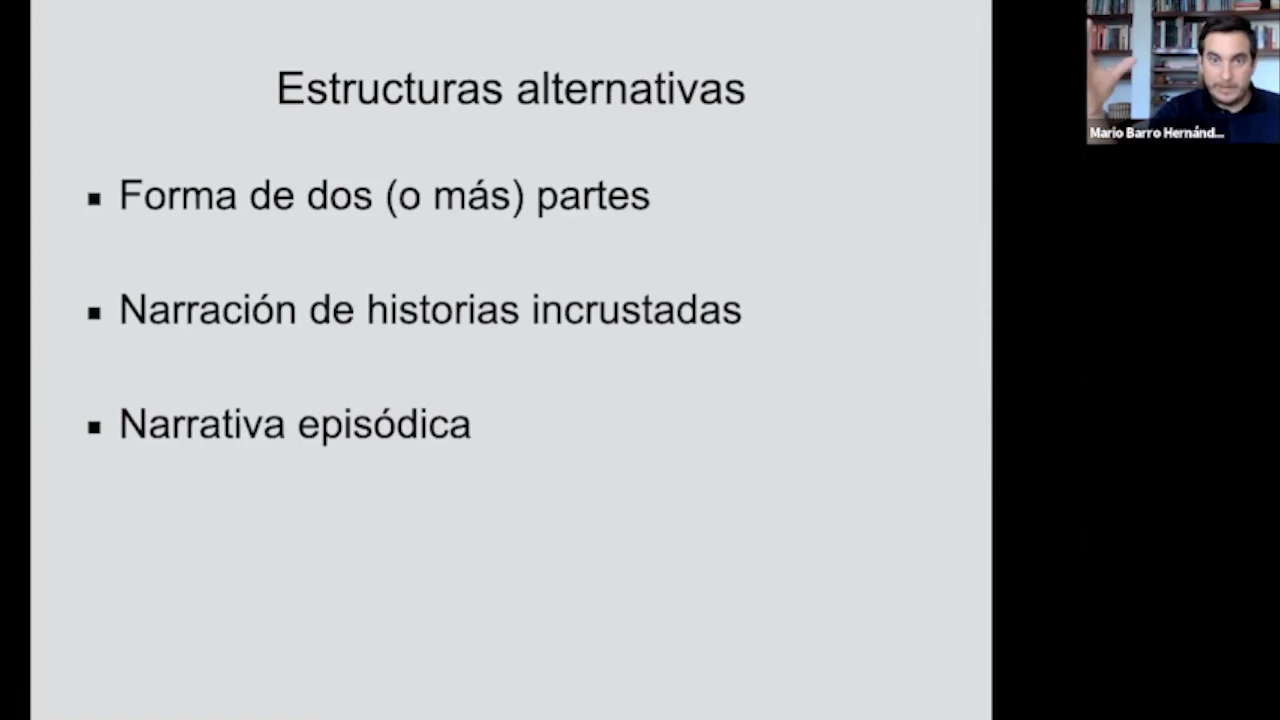 Estructuras alternativas
▪ Forma de dos (o más) partes
▪ Narración de historias incrustadas
▪ Narrativa episódica
Mario Barro Hernánd...